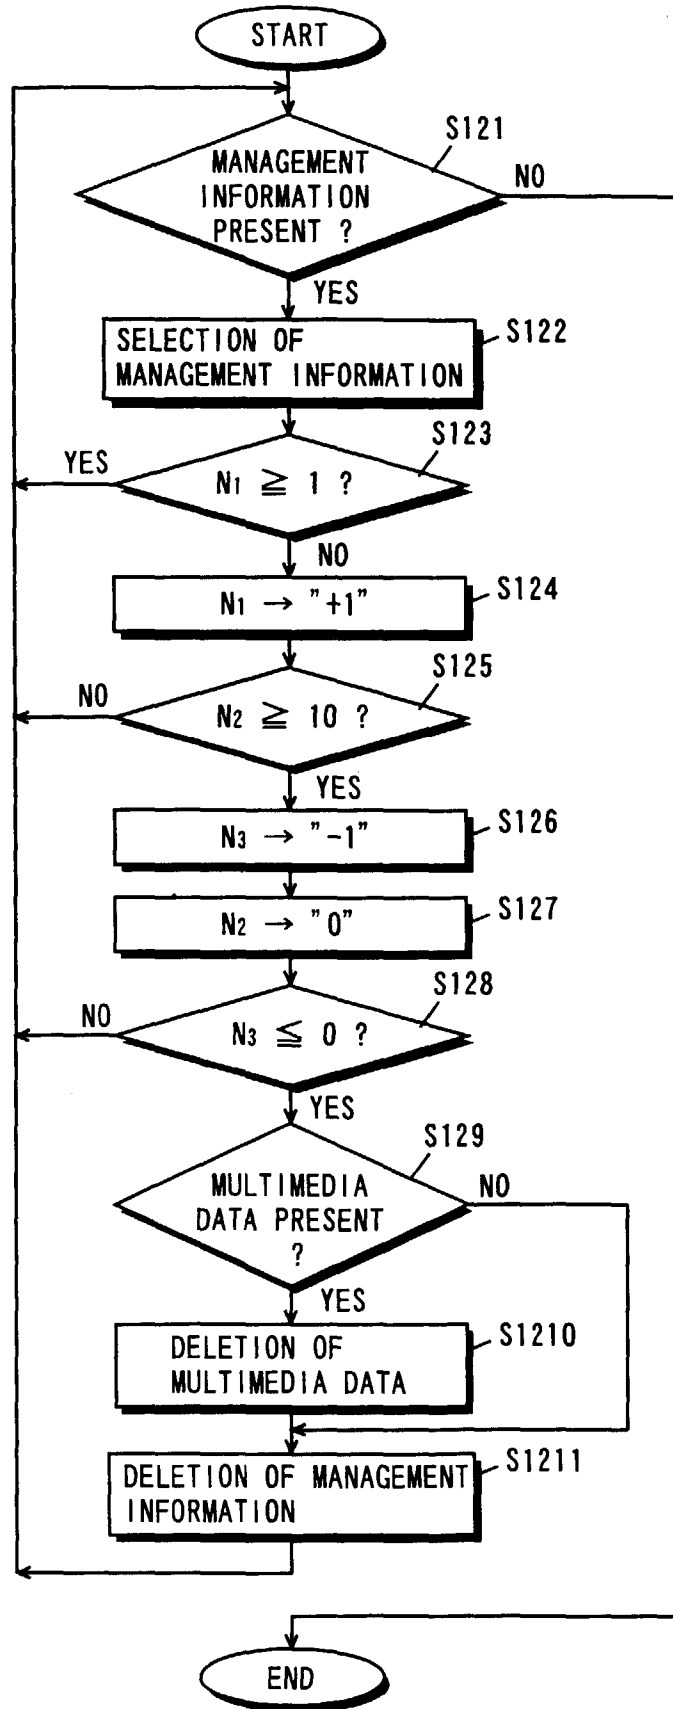 START
S121
MANAGEMENT
INFORMATION
PRESENT ?
NO
YES
SELECTION OF
MANAGEMENT INFORMATION
S122
S123
YES
N1 ≧ 1 ?
NO
N1 → "+1"
S124
S125
NO
N2 ≧ 10 ?
YES
N3 → "-1"
S126
N2 → "0"
S127
S128
NO
N3 ≦ 0 ?
YES
S129
MULTIMEDIA
DATA PRESENT
?
NO
YES
DELETION OF
MULTIMEDIA DATA
S1210
DELETION OF MANAGEMENT
INFORMATION
S1211
END